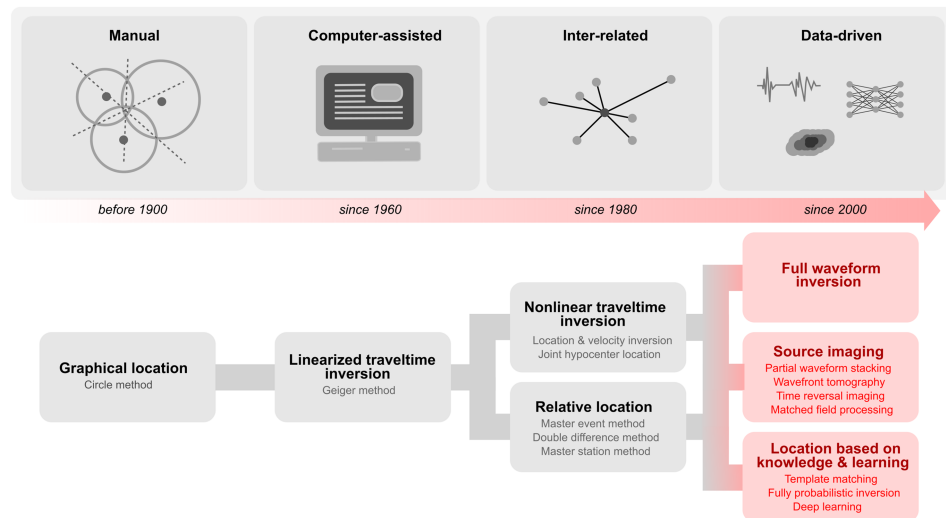 Manual
Computer-assisted
Inter-related
Data-driven
before 1900
since 1960
since 1980
since 2000
Graphical location
Circle method
Linearized traveltime
inversion
Geiger method
Nonlinear traveltime
inversion
Location & velocity inversion
Joint hypocenter location
Relative location
Master event method
Double difference method
Master station method
Full waveform
inversion
Source imaging
Partial waveform stacking
Wavefront tomography
Time reversal imaging
Matched field processing
Location based on
knowledge & learning
Template matching
Fully probabilistic inversion
Deep learning